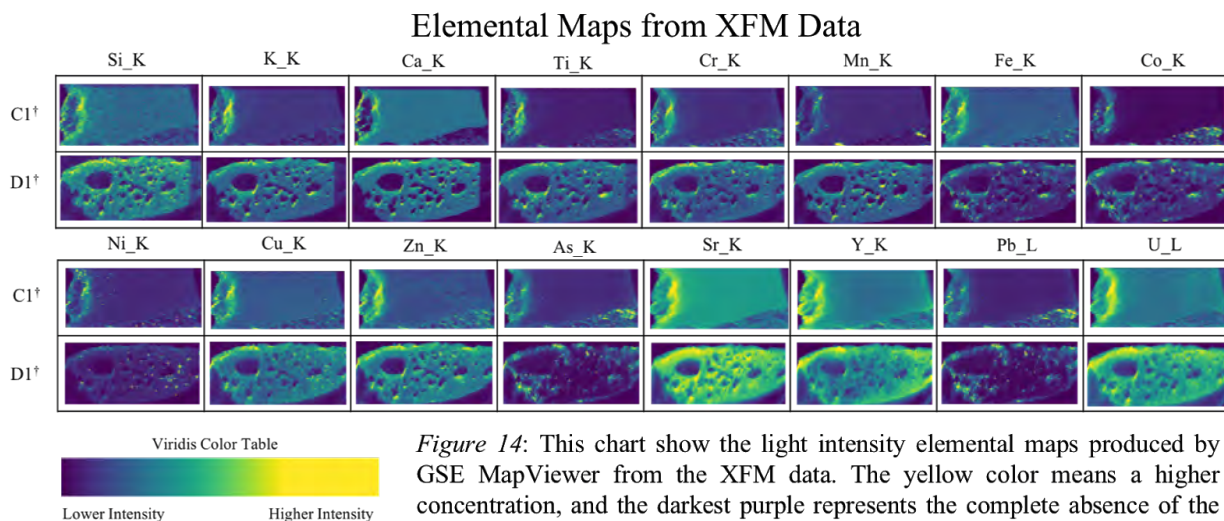 Elemental Maps from XFM Data
Si_K K_K Ca_K Ti_K Cr_K Mn_K Fe_K Co_K
C1†
D1†
Ni_K Cu_K Zn_K As_K Sr_K Y_K Pb_L U_L
C1†
D1†
Viridis Color Table
Lower Intensity Higher Intensity
Figure 14: This chart show the light intensity elemental maps produced by
GSE MapViewer from the XFM data. The yellow color means a higher
concentration, and the darkest purple represents the complete absence of the